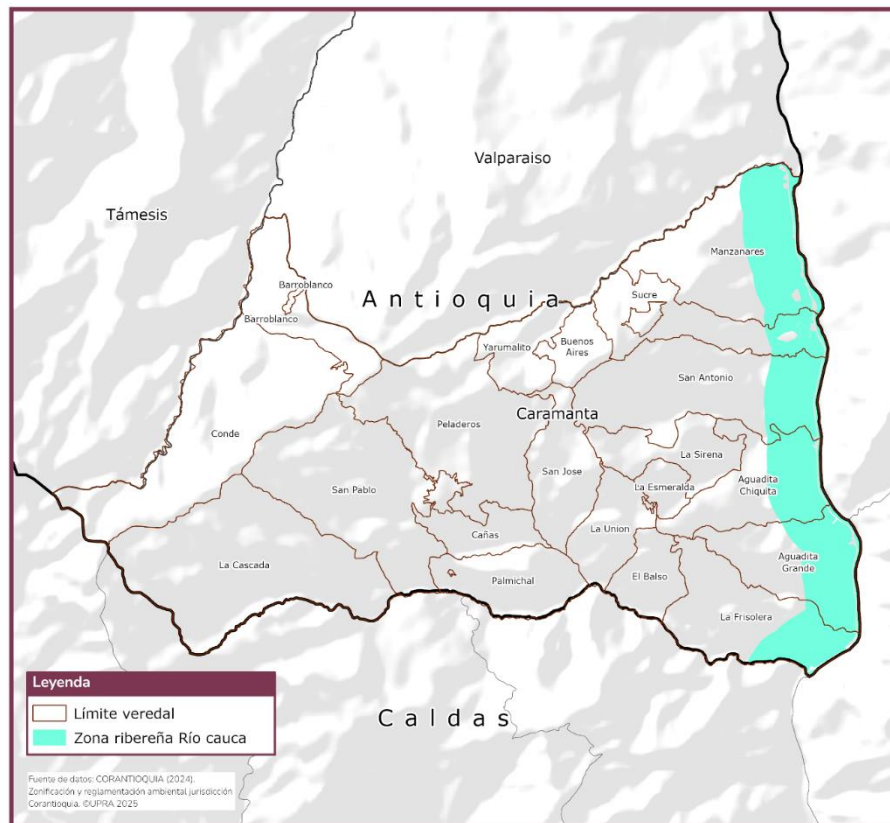 Valparaiso
Támesis
Manzanares
Barroblanco
Sucre
Antioquia
Barroblanco
Buenos
Aires
Yarumalito
San Antonio
Caramanta
Peladeros
Conde
La Sirena
San Jose
Aguadita
Chiquita
San Pablo
La Esmeralda
La Union
Cañas
Aguadita
Grande
La Cascada
Palmichal
El Balso
La Frisolera
Leyenda
Límite veredal
Zona ribereña Río cauca
Caldas
Fuente de datos: CORANTIOQUIA (2024).
Zonificación y reglamentación ambiental jurisdicción
Corantioquia. ©UPRA 2025